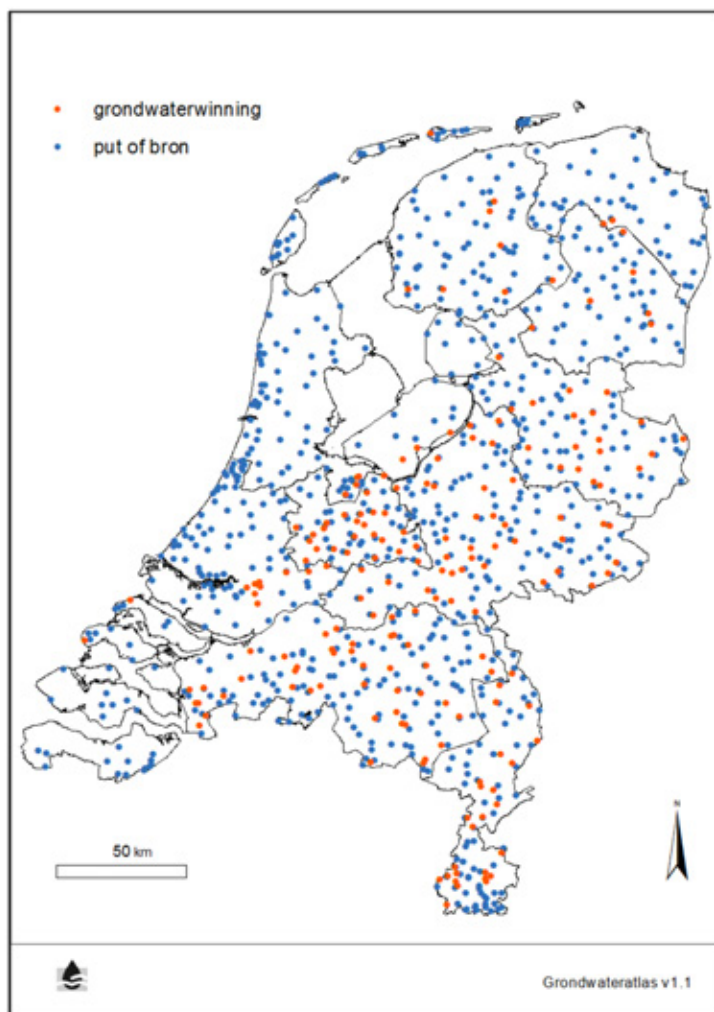 grondwaterwinning
put of bron
N
50 km
Grondwateratlas v1.1